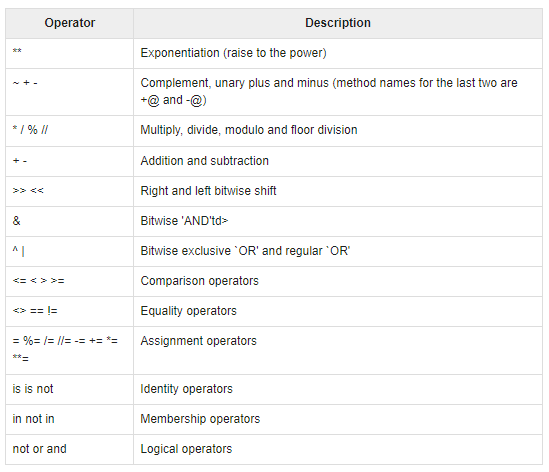 Operator Description
** Exponentiation (raise to the power)
~ + - Complement, unary plus and minus (method names for the last two are
+@ and -@)
* / % // Multiply, divide, modulo and floor division
+ - Addition and subtraction
>> << Right and left bitwise shift
& Bitwise 'AND'td>
^ | Bitwise exclusive `OR' and regular `OR'
<= < > >= Comparison operators
<> == != Equality operators
= %= /= //= -= += *= Assignment operators
**=
is is not Identity operators
in not in Membership operators
not or and Logical operators